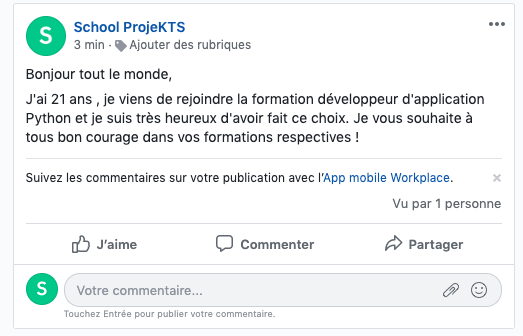 S
School ProjeKTS
3 min · Ajouter des rubriques
Bonjour tout le monde,
J'ai 21 ans , je viens de rejoindre la formation développeur d'application
Python et je suis très heureux d'avoir fait ce choix. Je vous souhaite à
tous bon courage dans vos formations respectives !
Suivez les commentaires sur votre publication avec l’App mobile Workplace.
Vu par 1 personne
J’aime
Commenter
Partager
S
Votre commentaire...
Touchez Entrée pour publier votre commentaire.